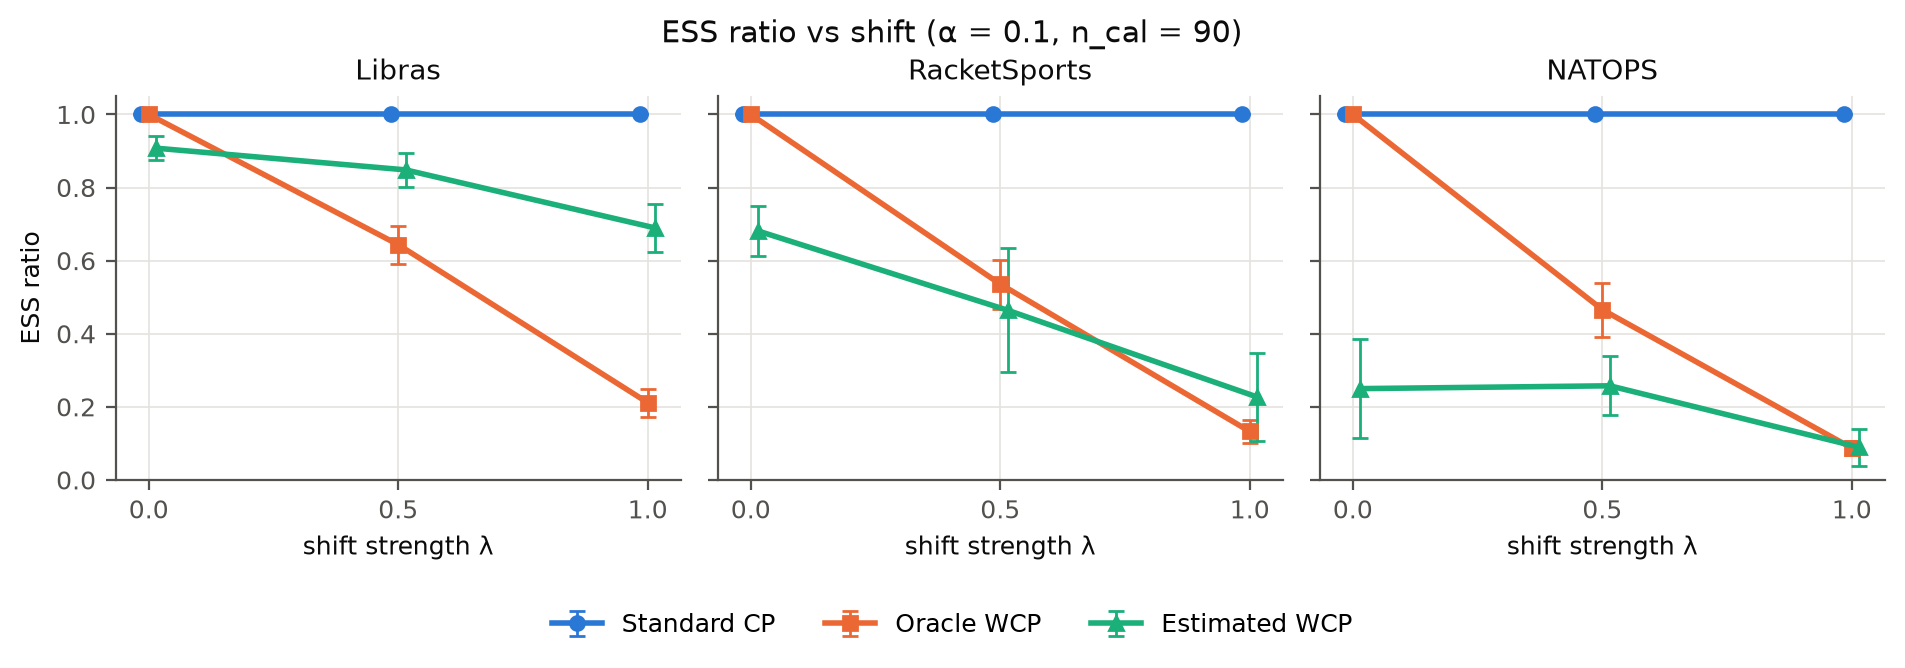 ESS ratio vs shift (α = 0.1, n_cal = 90)
Libras
RacketSports
NATOPS
ESS ratio
1.0
0.8
0.6
0.4
0.2
0.0
0.0 0.5 1.0
0.0 0.5 1.0
0.0 0.5 1.0
shift strength λ
shift strength λ
shift strength λ
Standard CP
Oracle WCP
Estimated WCP